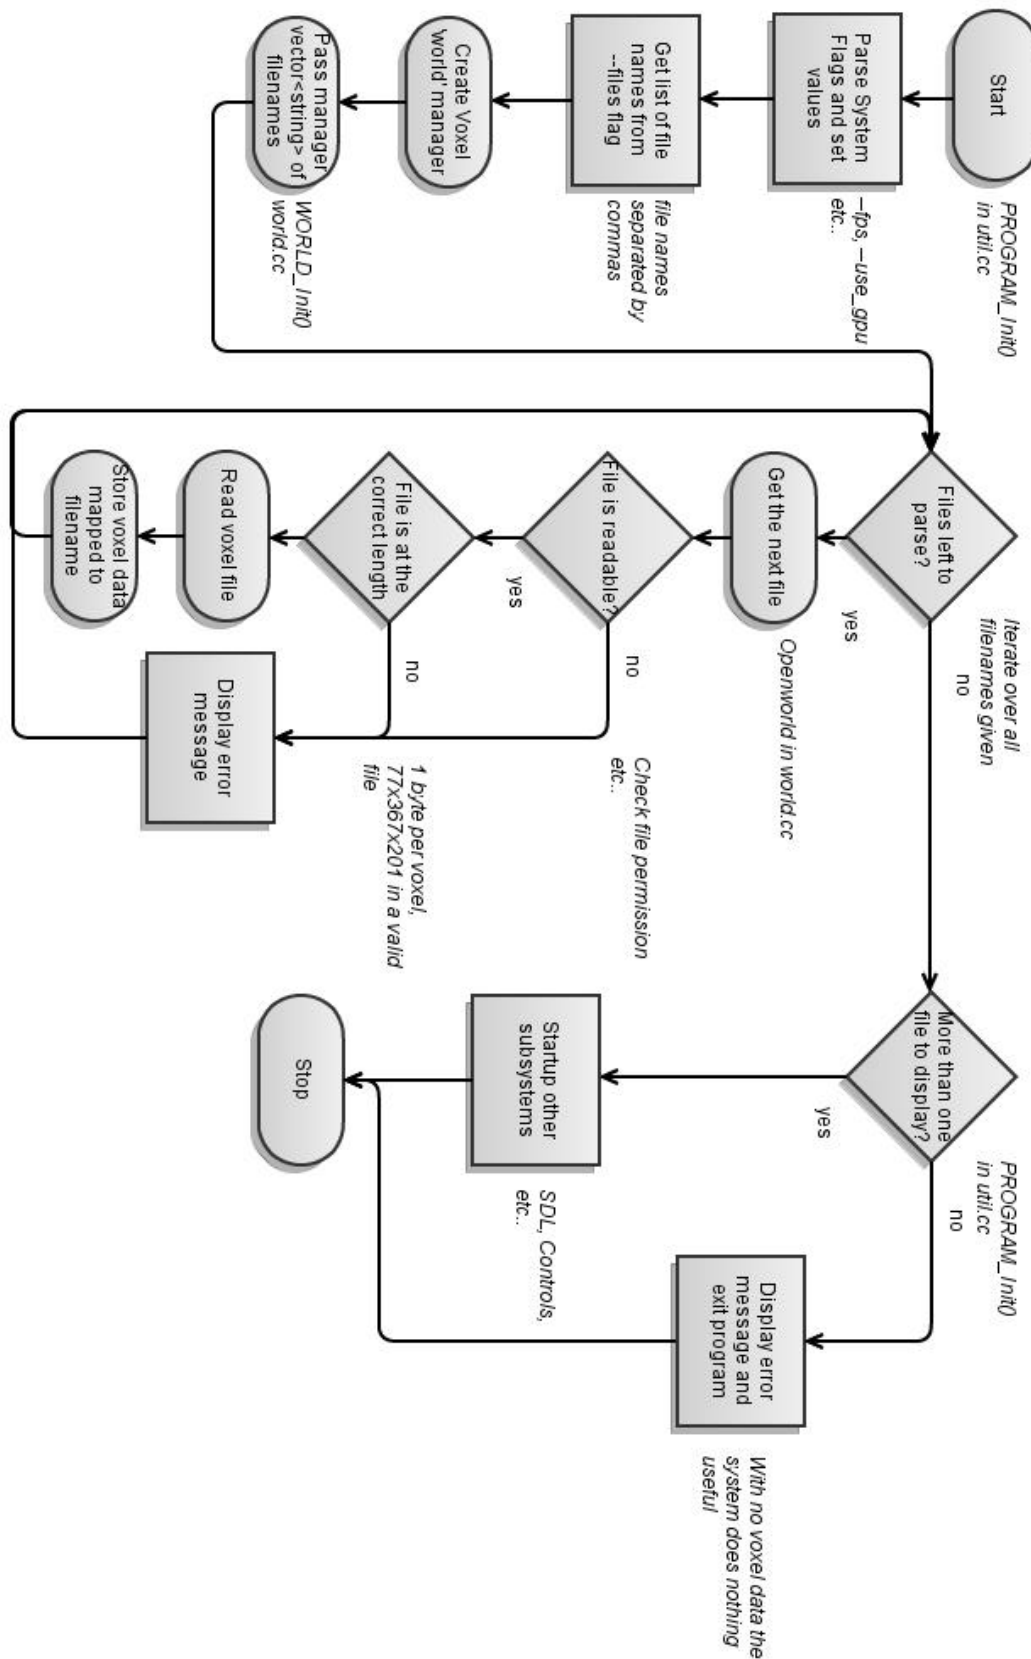 Start
PROGRAM_Init()
in util.cc
Parse System
Flags and set
values
--fps, --use_gpu
etc..
Get list of file
names from
--files flag
file names
separated by
commas
Create Voxel
'world' manager
Pass manager
vector<string> of
filenames
WORLD_Init()
world.cc
Files left to
parse?
Iterate over all
filenames given
no
yes
Get the next file
Openworld in world.cc
File is readable?
no
Check file permission
etc..
yes
File is at the
correct length
no
1 byte per voxel,
77x367x201 in a valid
file
Read voxel file
Store voxel data
mapped to
filename
Display error
message
More than one
file to display?
PROGRAM_Init()
in util.cc
no
yes
Startup other
subsystems
SDL, Controls,
etc..
Stop
Display error
message and
exit program
With no voxel data the
system does nothing
useful